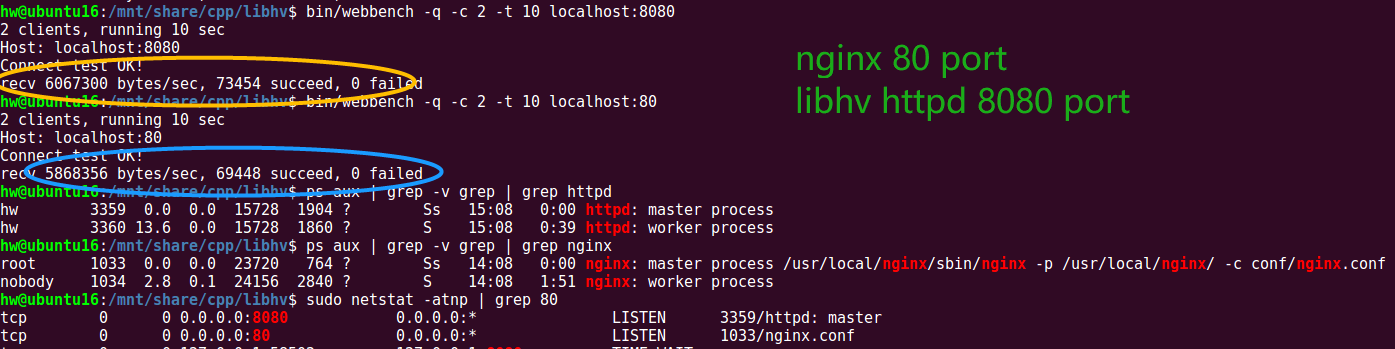 hw@ubuntu16:/mnt/share/cpp/libhv$ bin/webbench -q -c 2 -t 10 localhost:8080
2 clients, running 10 sec
Host: localhost:8080
Connect test OK!
recv 6067300 bytes/sec, 73454 succeed, 0 failed
hw@ubuntu16:/mnt/share/cpp/libhv$ bin/webbench -q -c 2 -t 10 localhost:80
2 clients, running 10 sec
Host: localhost:80
Connect test OK!
recv 5868356 bytes/sec, 69448 succeed, 0 failed
hw@ubuntu16:/mnt/share/cpp/libhv$ ps aux | grep -v grep | grep httpd
hw 3359 0.0 0.0 15728 1904 ? Ss 15:08 0:00 httpd: master process
hw 3360 13.6 0.0 15728 1860 ? S 15:08 0:39 httpd: worker process
hw@ubuntu16:/mnt/share/cpp/libhv$ ps aux | grep -v grep | grep nginx
root 1033 0.0 0.0 23720 764 ? Ss 14:08 0:00 nginx: master process /usr/local/nginx/sbin/nginx -p /usr/local/nginx/ -c conf/nginx.conf
nobody 1034 2.8 0.1 24156 2840 ? S 14:08 1:51 nginx: worker process
hw@ubuntu16:/mnt/share/cpp/libhv$ sudo netstat -atnp | grep 80
tcp 0 0 0.0.0.0:8080 0.0.0.0:* LISTEN 3359/httpd: master
tcp 0 0 0.0.0.0:80 0.0.0.0:* LISTEN 1033/nginx.conf
nginx 80 port
libhv httpd 8080 port